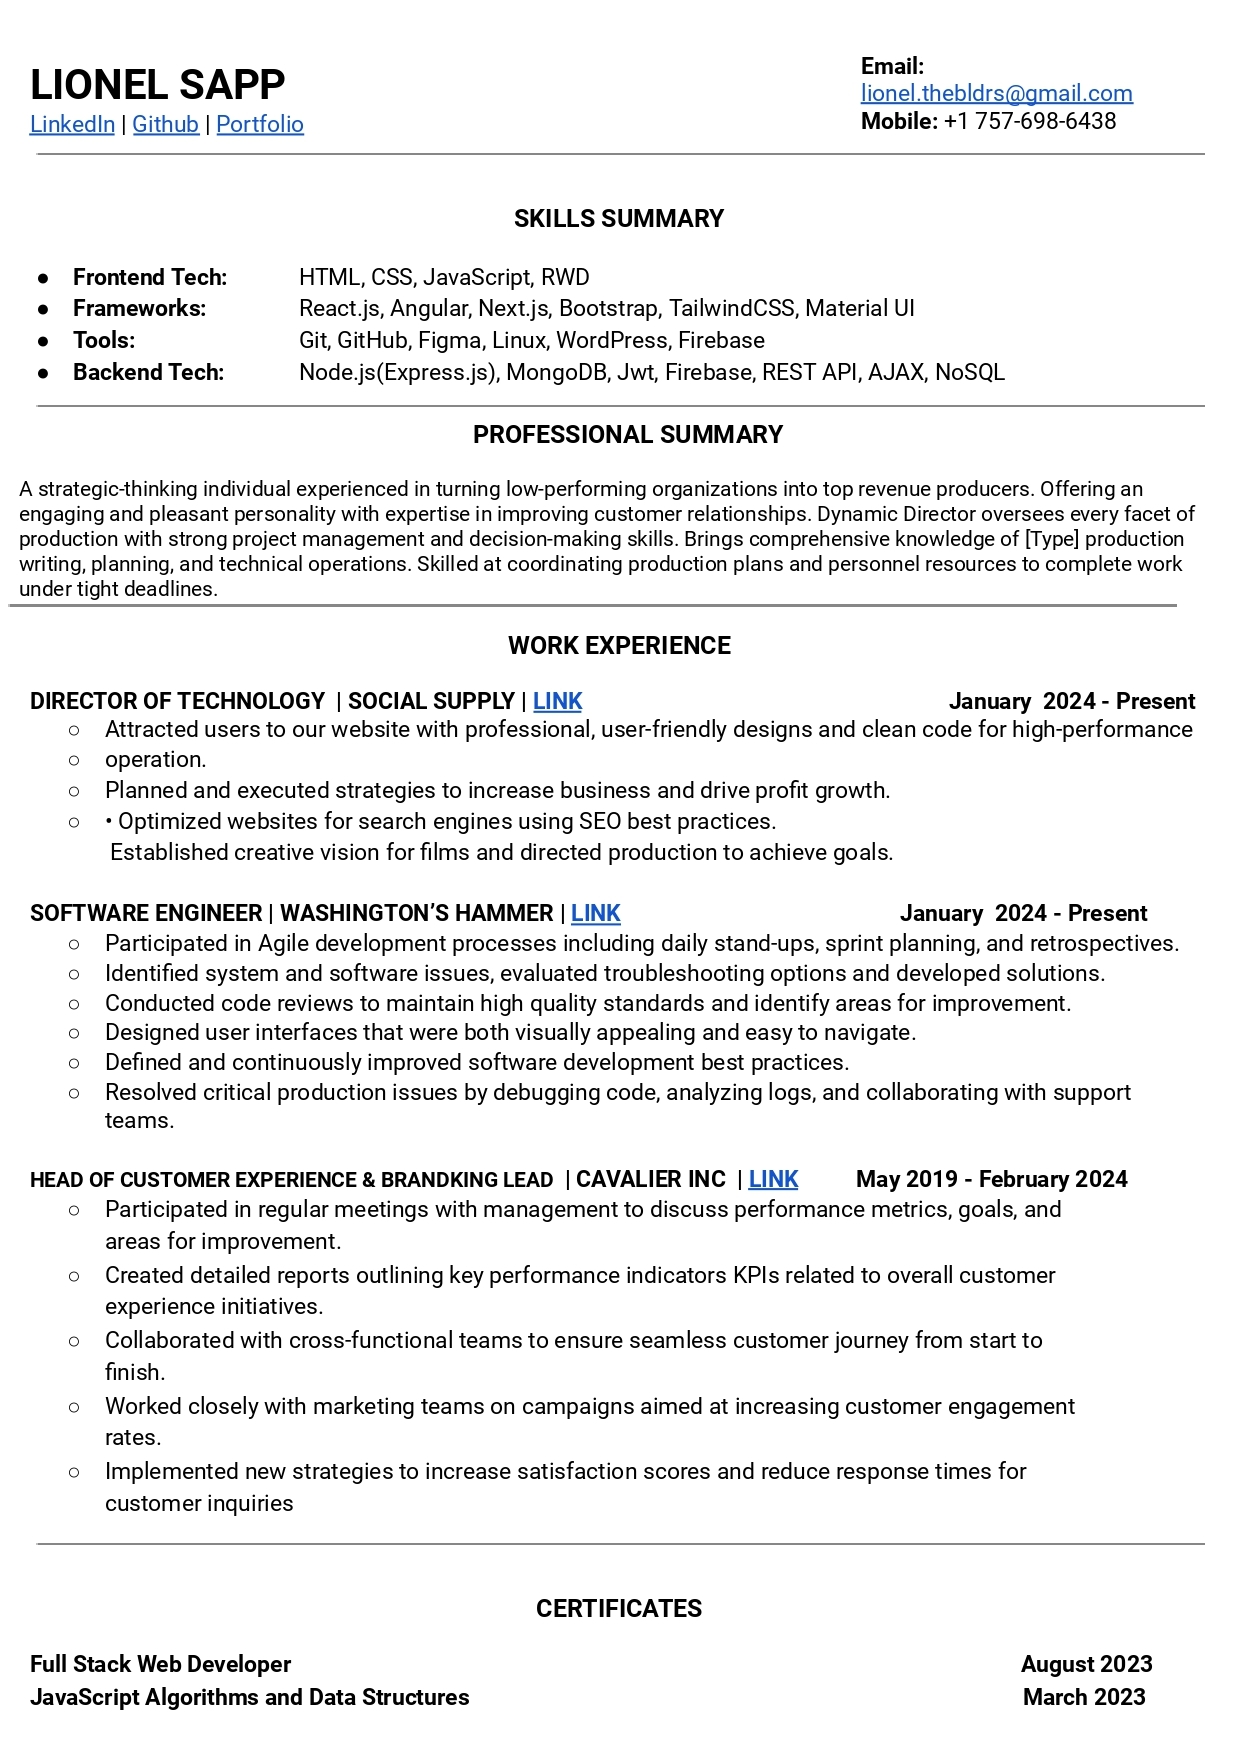 LIONEL SAPP
LinkedIn | Github | Portfolio
Email:
lionel.thebldrs@gmail.com
Mobile: +1 757-698-6438
SKILLS SUMMARY
● Frontend Tech: HTML, CSS, JavaScript, RWD
● Frameworks: React.js, Angular, Next.js, Bootstrap, TailwindCSS, Material UI
● Tools: Git, GitHub, Figma, Linux, WordPress, Firebase
● Backend Tech: Node.js(Express.js), MongoDB, Jwt, Firebase, REST API, AJAX, NoSQL
PROFESSIONAL SUMMARY
A strategic-thinking individual experienced in turning low-performing organizations into top revenue producers. Offering an
engaging and pleasant personality with expertise in improving customer relationships. Dynamic Director oversees every facet of
production with strong project management and decision-making skills. Brings comprehensive knowledge of [Type] production
writing, planning, and technical operations. Skilled at coordinating production plans and personnel resources to complete work
under tight deadlines.
WORK EXPERIENCE
DIRECTOR OF TECHNOLOGY | SOCIAL SUPPLY | LINK January 2024 - Present
○ Attracted users to our website with professional, user-friendly designs and clean code for high-performance
○ operation.
○ Planned and executed strategies to increase business and drive profit growth.
○ • Optimized websites for search engines using SEO best practices.
Established creative vision for films and directed production to achieve goals.
SOFTWARE ENGINEER | WASHINGTON’S HAMMER | LINK January 2024 - Present
○ Participated in Agile development processes including daily stand-ups, sprint planning, and retrospectives.
○ Identified system and software issues, evaluated troubleshooting options and developed solutions.
○ Conducted code reviews to maintain high quality standards and identify areas for improvement.
○ Designed user interfaces that were both visually appealing and easy to navigate.
○ Defined and continuously improved software development best practices.
○ Resolved critical production issues by debugging code, analyzing logs, and collaborating with support
teams.
HEAD OF CUSTOMER EXPERIENCE & BRANDKING LEAD | CAVALIER INC | LINK May 2019 - February 2024
○ Participated in regular meetings with management to discuss performance metrics, goals, and
areas for improvement.
○ Created detailed reports outlining key performance indicators KPIs related to overall customer
experience initiatives.
○ Collaborated with cross-functional teams to ensure seamless customer journey from start to
finish.
○ Worked closely with marketing teams on campaigns aimed at increasing customer engagement
rates.
○ Implemented new strategies to increase satisfaction scores and reduce response times for
customer inquiries
CERTIFICATES
Full Stack Web Developer August 2023
JavaScript Algorithms and Data Structures March 2023